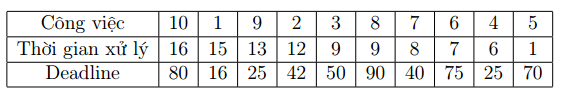 Công việc 10 1 9 2 3 8 7 6 4 5
Thời gian xử lý 16 15 13 12 9 9 8 7 6 1
Deadline 80 16 25 42 50 90 40 75 25 70